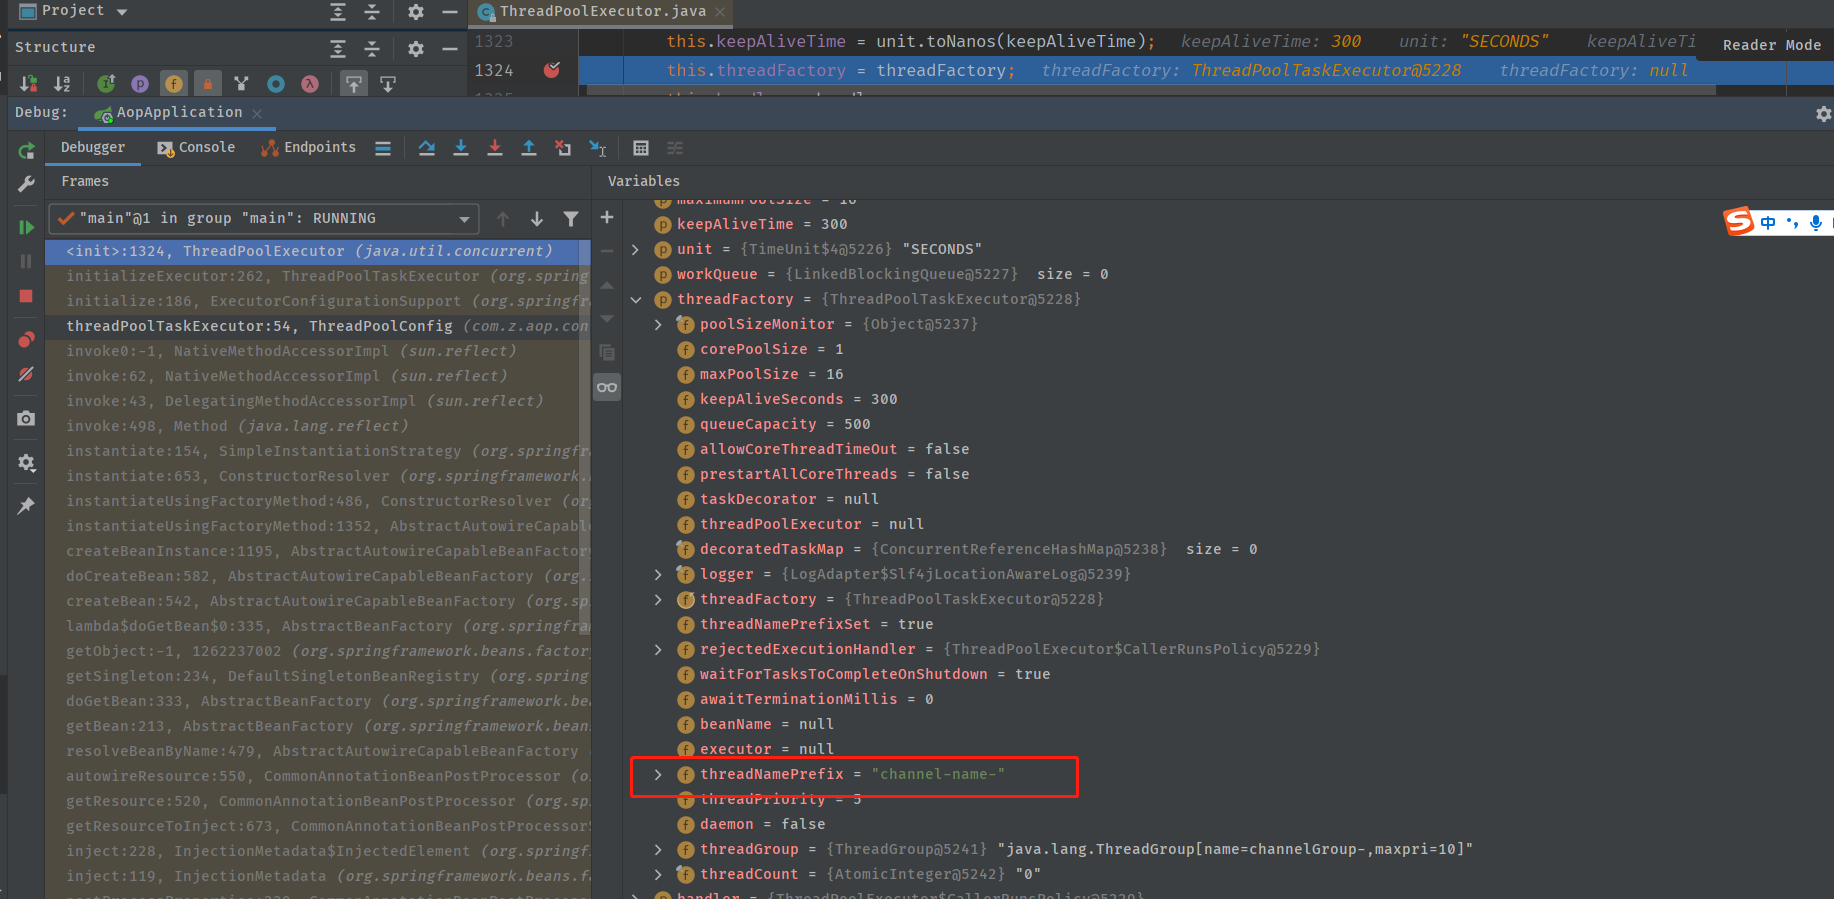 Project
ThreadPoolExecutor.java
Structure
1323 this.keepAliveTime = unit.toNanos(keepAliveTime); keepAliveTime: 300 unit: "SECONDS" keepAliveTi
Reader Mode
1324 this.threadFactory = threadFactory; threadFactory: ThreadPoolTaskExecutor@5228 threadFactory: null
Debug: AopApplication
Debugger Console Endpoints
Frames
Variables
"main"@1 in group "main": RUNNING
<init>:1324, ThreadPoolExecutor (java.util.concurrent)
initializeExecutor:262, ThreadPoolTaskExecutor (org.spring
initialize:186, ExecutorConfigurationSupport (org.springfra
threadPoolTaskExecutor:54, ThreadPoolConfig (com.z.aop.con
invoke0:-1, NativeMethodAccessorImpl (sun.reflect)
invoke:62, NativeMethodAccessorImpl (sun.reflect)
invoke:43, DelegatingMethodAccessorImpl (sun.reflect)
invoke:498, Method (java.lang.reflect)
instantiate:154, SimpleInstantiationStrategy (org.springfra
instantiate:653, ConstructorResolver (org.springframework.
instantiateUsingFactoryMethod:486, ConstructorResolver (or
instantiateUsingFactoryMethod:1352, AbstractAutowireCapabl
createBeanInstance:1195, AbstractAutowireCapableBeanFactory
doCreateBean:582, AbstractAutowireCapableBeanFactory (org.
createBean:542, AbstractAutowireCapableBeanFactory (org.sp
lambda$doGetBean$0:335, AbstractBeanFactory (org.springfra
getObject:-1, 1262237002 (org.springframework.beans.factory
getSingleton:234, DefaultSingletonBeanRegistry (org.spring
doGetBean:333, AbstractBeanFactory (org.springframework.bea
getBean:213, AbstractBeanFactory (org.springframework.bean
resolveBeanByName:479, AbstractAutowireCapableBeanFactory
autowireResource:550, CommonAnnotationBeanPostProcessor (o
getResource:520, CommonAnnotationBeanPostProcessor (org.sp
getResourceToInject:673, CommonAnnotationBeanPostProcessor
inject:228, InjectionMetadata$InjectedElement (org.springf
inject:119, InjectionMetadata (org.springframework.beans.f
maximumPoolSize = 16
keepAliveTime = 300
unit = {TimeUnit$4@5226} "SECONDS"
workQueue = {LinkedBlockingQueue@5227} size = 0
threadFactory = {ThreadPoolTaskExecutor@5228}
poolSizeMonitor = {Object@5237}
corePoolSize = 1
maxPoolSize = 16
keepAliveSeconds = 300
queueCapacity = 500
allowCoreThreadTimeOut = false
prestartAllCoreThreads = false
taskDecorator = null
threadPoolExecutor = null
decoratedTaskMap = {ConcurrentReferenceHashMap@5238} size = 0
logger = {LogAdapter$Slf4jLocationAwareLog@5239}
threadFactory = {ThreadPoolTaskExecutor@5228}
threadNamePrefixSet = true
rejectedExecutionHandler = {ThreadPoolExecutor$CallerRunsPolicy@5229}
waitForTasksToCompleteOnShutdown = true
awaitTerminationMillis = 0
beanName = null
executor = null
threadNamePrefix = "channel-name-"
threadPriority = 5
daemon = false
threadGroup = {ThreadGroup@5241} "java.lang.ThreadGroup[name=channelGroup-,maxpri=10]"
threadCount = {AtomicInteger@5242} "0"
handler = {ThreadPoolExecutor$CallerRunsPolicy@5229}
中